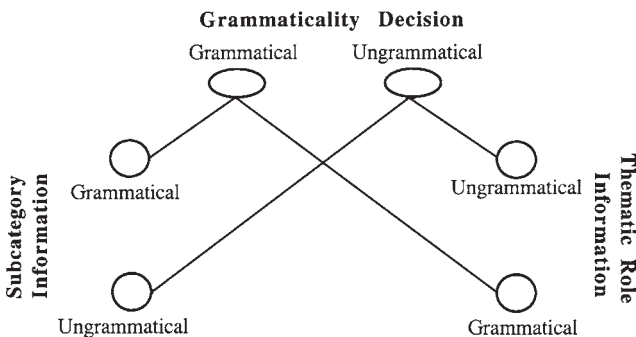 Grammaticality Decision
Grammatical
Ungrammatical
Subcategory
Information
Grammatical
Ungrammatical
Thematic Role
Information
Ungrammatical
Grammatical